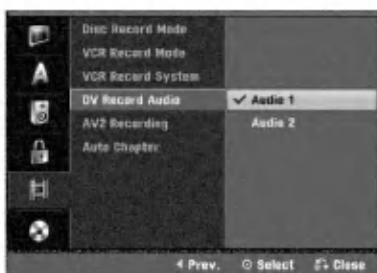 Disc Record Mode
VCR Record Mode
VCR Record System
DV Record Audio
✓ Audio 1
AV2 Recording
Audio 2
Auto Chapter
Prev.
Select
Close